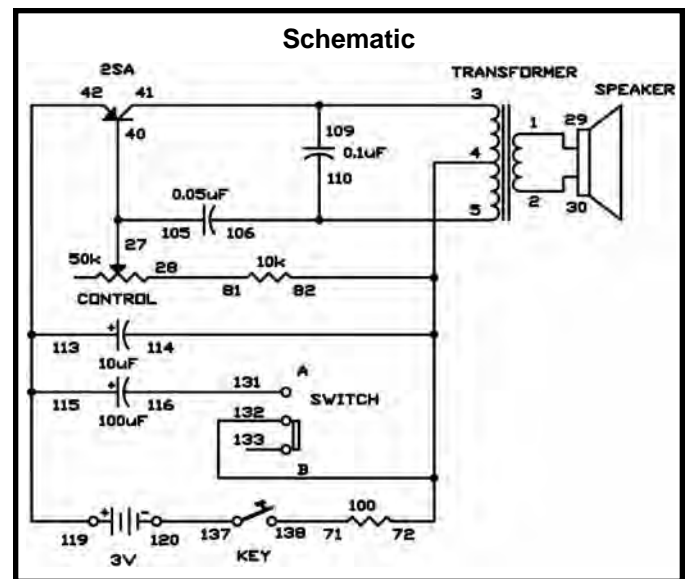 Schematic
2SA
TRANSFORMER
SPEAKER
42 41 3
40
1 29
109
0.1uF
4
110
0.05uF
2 30
5
105 106
27
50k 28 10k
81 82
CONTROL
113 114
10uF
A
131
115 116
SWITCH
100uF
132
133
B
100
119 120 137 138 71 72
3V
KEY